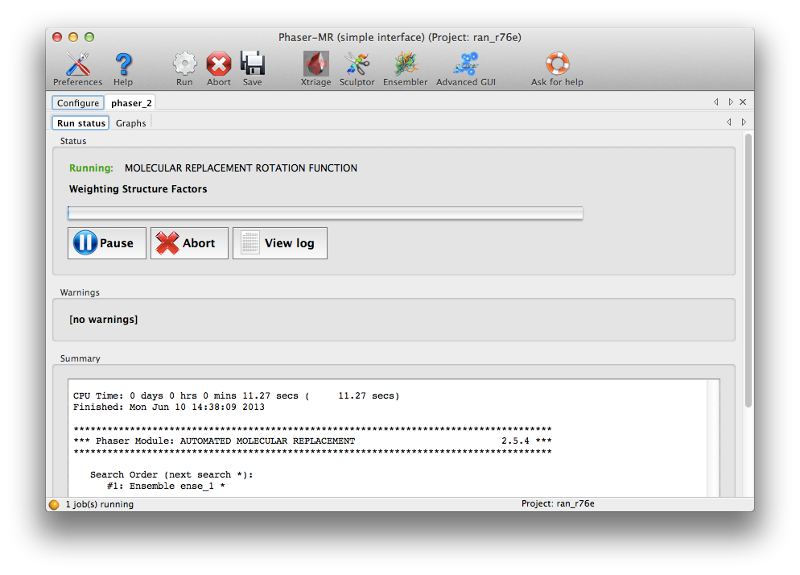 Phaser-MR (simple interface) (Project: ran_r76e)
Preferences Help Run Abort Save Xtriage Sculptor Ensembler Advanced GUI Ask for help
Configure phaser_2
Run status Graphs
Status
Running: MOLECULAR REPLACEMENT ROTATION FUNCTION
Weighting Structure Factors
Pause Abort View log
Warnings
[no warnings]
Summary
CPU Time: 0 days 0 hrs 0 mins 11.27 secs ( 11.27 secs)
Finished: Mon Jun 10 14:38:09 2013
*************************************************************************************
*** Phaser Module: AUTOMATED MOLECULAR REPLACEMENT 2.5.4 ***
*************************************************************************************
Search Order (next search *):
#1: Ensemble ense_1 *
1 job(s) running Project: ran_r76e